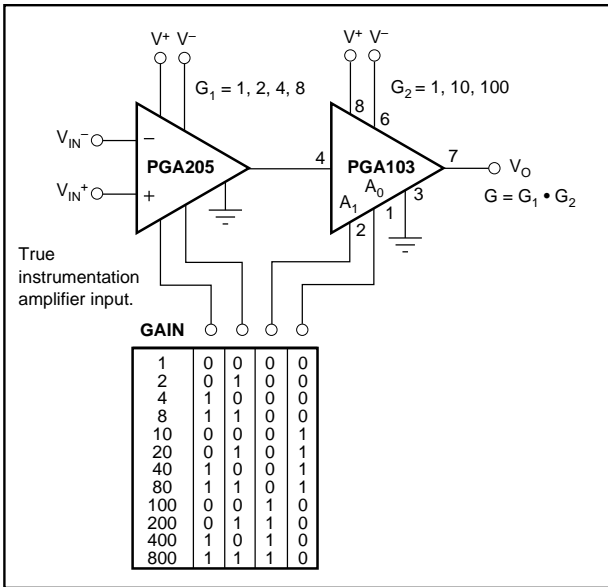 V+ V– V+ V–
G1 = 1, 2, 4, 8 G2 = 1, 10, 100
8 6
VIN– –
PGA205 4 PGA103 7 VO
VIN+ +
A1 A0 3 G = G1 • G2
2 1
True
instrumentation
amplifier input.
GAIN
1 0 0 0 0
2 0 1 0 0
4 1 0 0 0
8 1 1 0 0
10 0 0 0 1
20 0 1 0 1
40 1 0 0 1
80 1 1 0 1
100 0 0 1 0
200 0 1 1 0
400 1 0 1 0
800 1 1 1 0